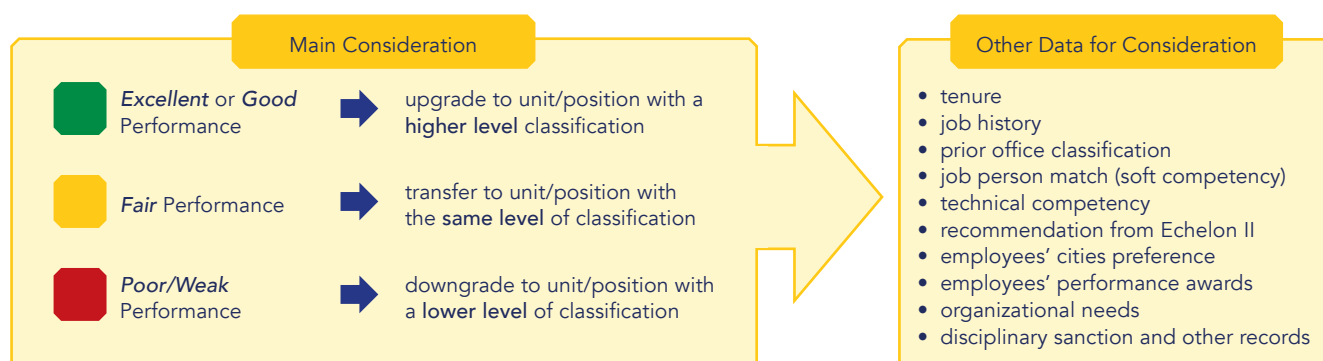 Main Consideration
Excellent or Good
Performance
upgrade to unit/position with a
higher level classification
Fair Performance
transfer to unit/position with
the same level of classification
Poor/Weak
Performance
downgrade to unit/position with
a lower level of classification
Other Data for Consideration
• tenure
• job history
• prior office classification
• job person match (soft competency)
• technical competency
• recommendation from Echelon II
• employees’ cities preference
• employees’ performance awards
• organizational needs
• disciplinary sanction and other records